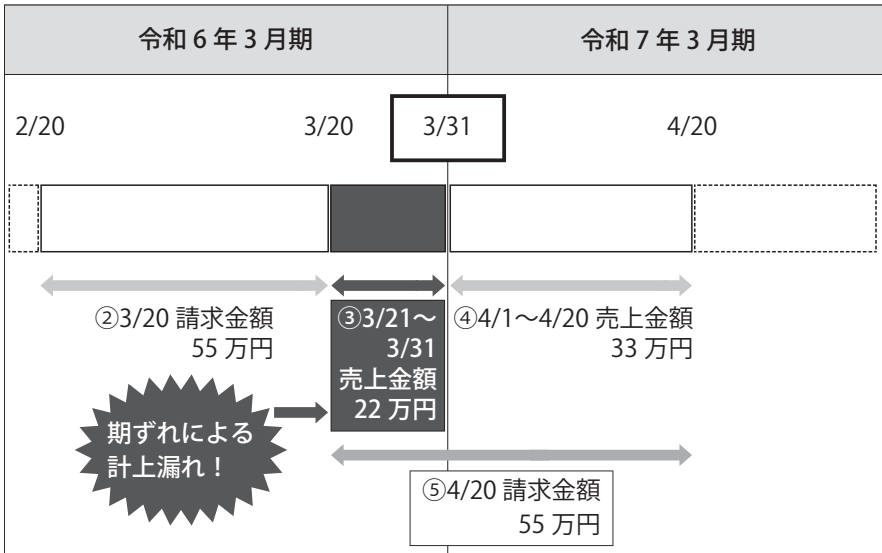 令和6年3月期
令和7年3月期
2/20
3/20
3/31
4/20
②3/20 請求金額
55 万円
③3/21～
3/31
売上金額
22 万円
④4/1～4/20 売上金額
33 万円
期ずれによる
計上漏れ！
⑤4/20 請求金額
55 万円